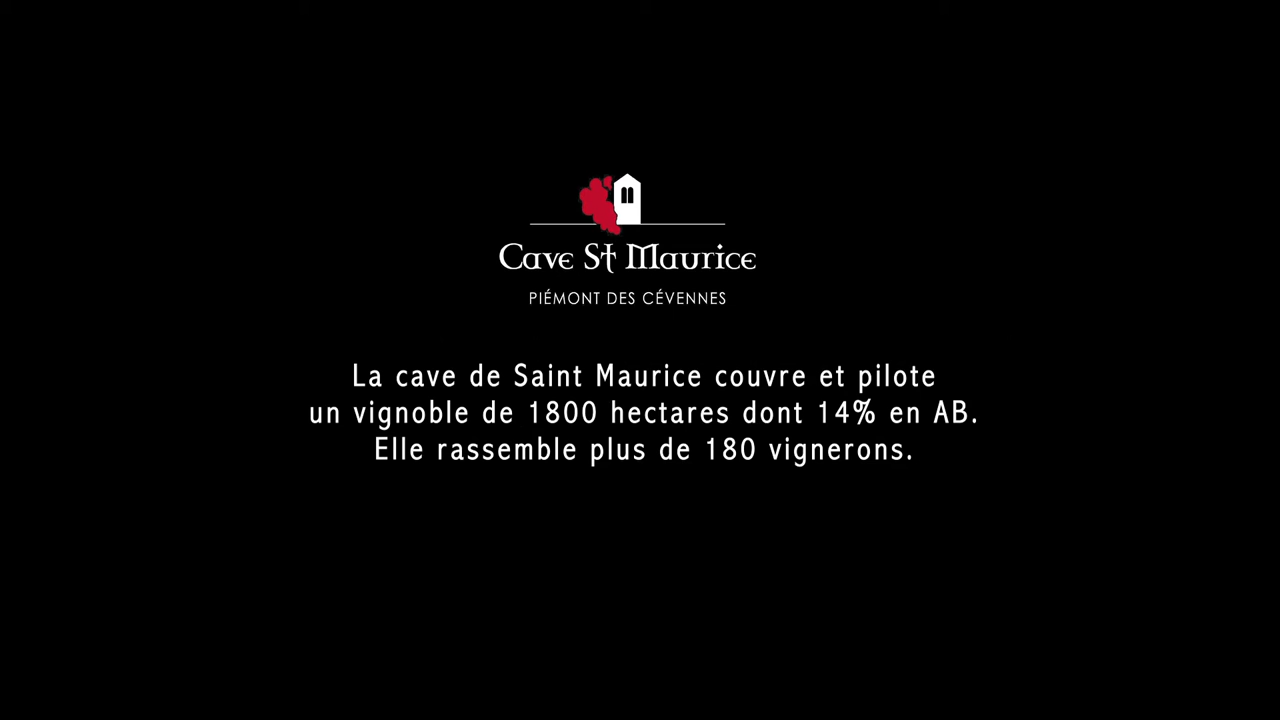 Cave St Maurice
PIÉMONT DES CÉVENNES
La cave de Saint Maurice couvre et pilote
un vignoble de 1800 hectares dont 14% en AB.
Elle rassemble plus de 180 vignerons.